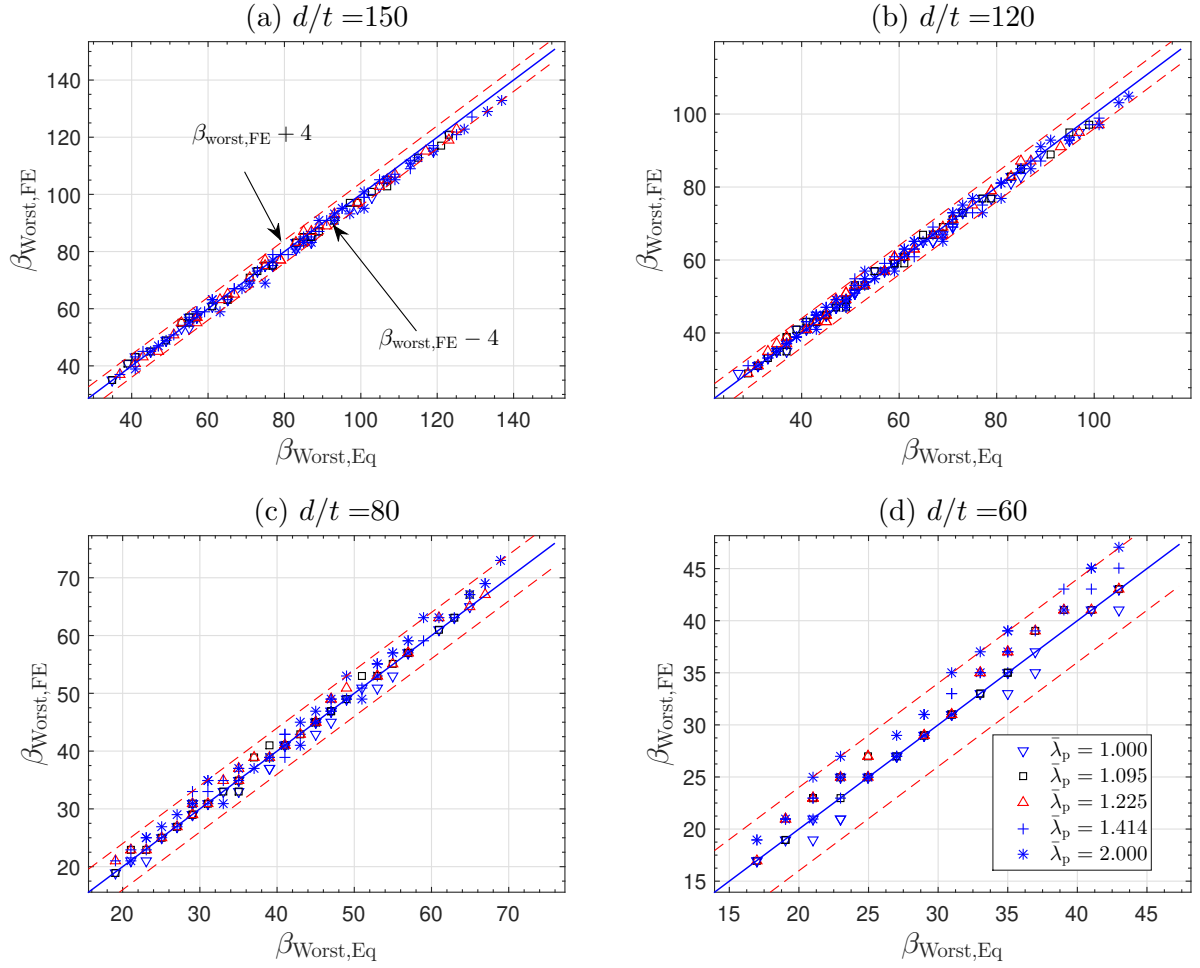 (a) d/t =150
(b) d/t =120
β_Worst,FE
140
120
100
80
60
40
β_worst,FE + 4
β_worst,FE − 4
40
60
80
100
120
140
β_Worst,Eq
β_Worst,FE
100
80
60
40
40
60
80
100
β_Worst,Eq
(c) d/t =80
(d) d/t =60
β_Worst,FE
70
60
50
40
30
20
20
30
40
50
60
70
β_Worst,Eq
β_Worst,FE
45
40
35
30
25
20
15
λ̄_p = 1.000
λ̄_p = 1.095
λ̄_p = 1.225
λ̄_p = 1.414
λ̄_p = 2.000
15
20
25
30
35
40
45
β_Worst,Eq